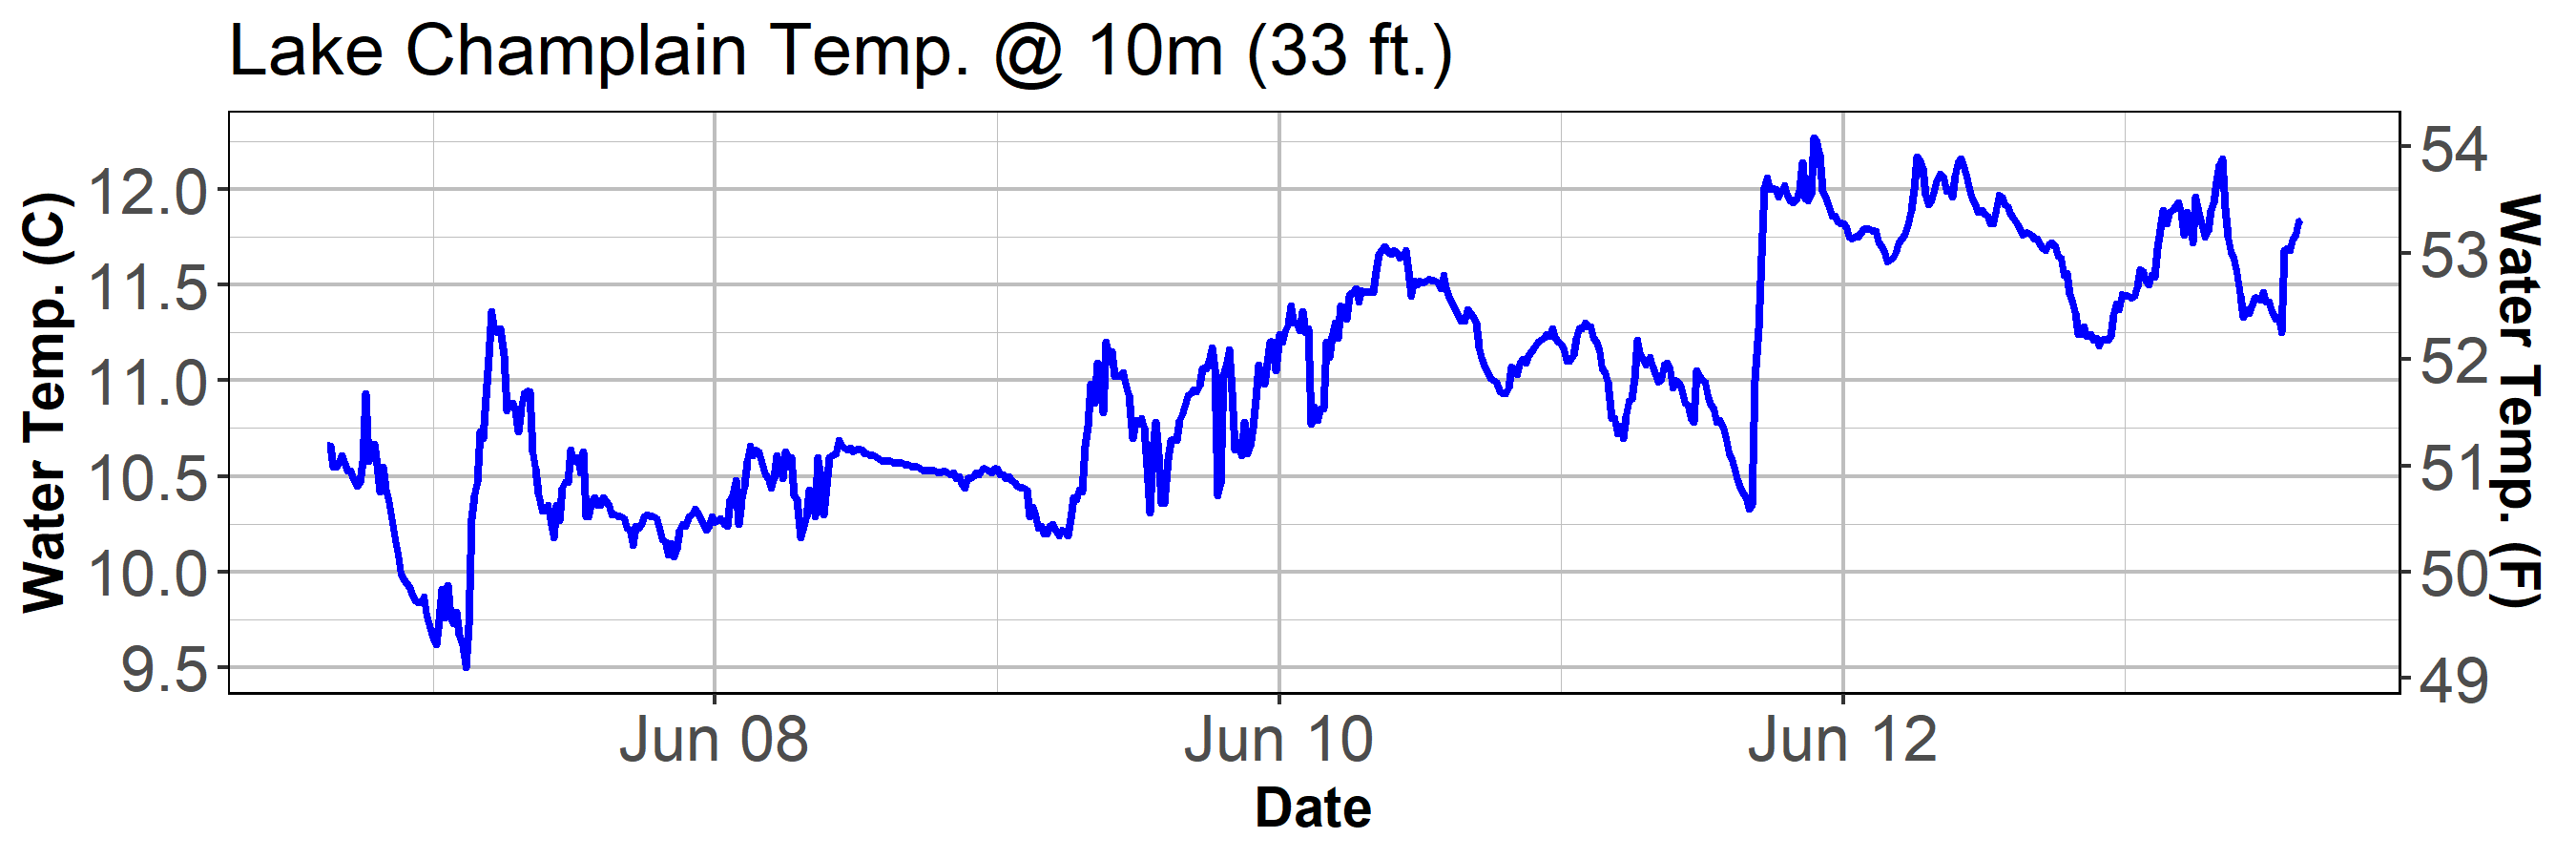 Lake Champlain Temp. @ 10m (33 ft.)
Water Temp. (C)
12.0
11.5
11.0
10.5
10.0
9.5
54
53
52
51
50
49
Water Temp. (F)
Jun 08
Jun 10
Jun 12
Date